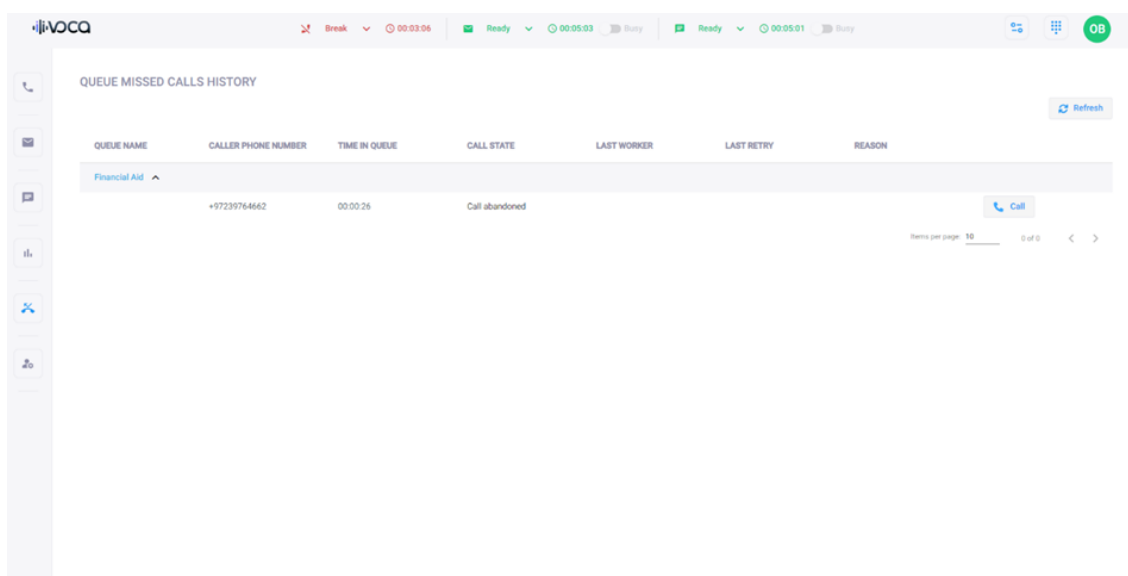 VOCA Break 00:03:06 Ready 00:05:03 Busy Ready 00:05:01 Busy OB
QUEUE MISSED CALLS HISTORY
Refresh
QUEUE NAME CALLER PHONE NUMBER TIME IN QUEUE CALL STATE LAST WORKER LAST RETRY REASON
Financial Aid
+97239764662 00:00:26 Call abandoned Call
Items per page: 10 0 of 0